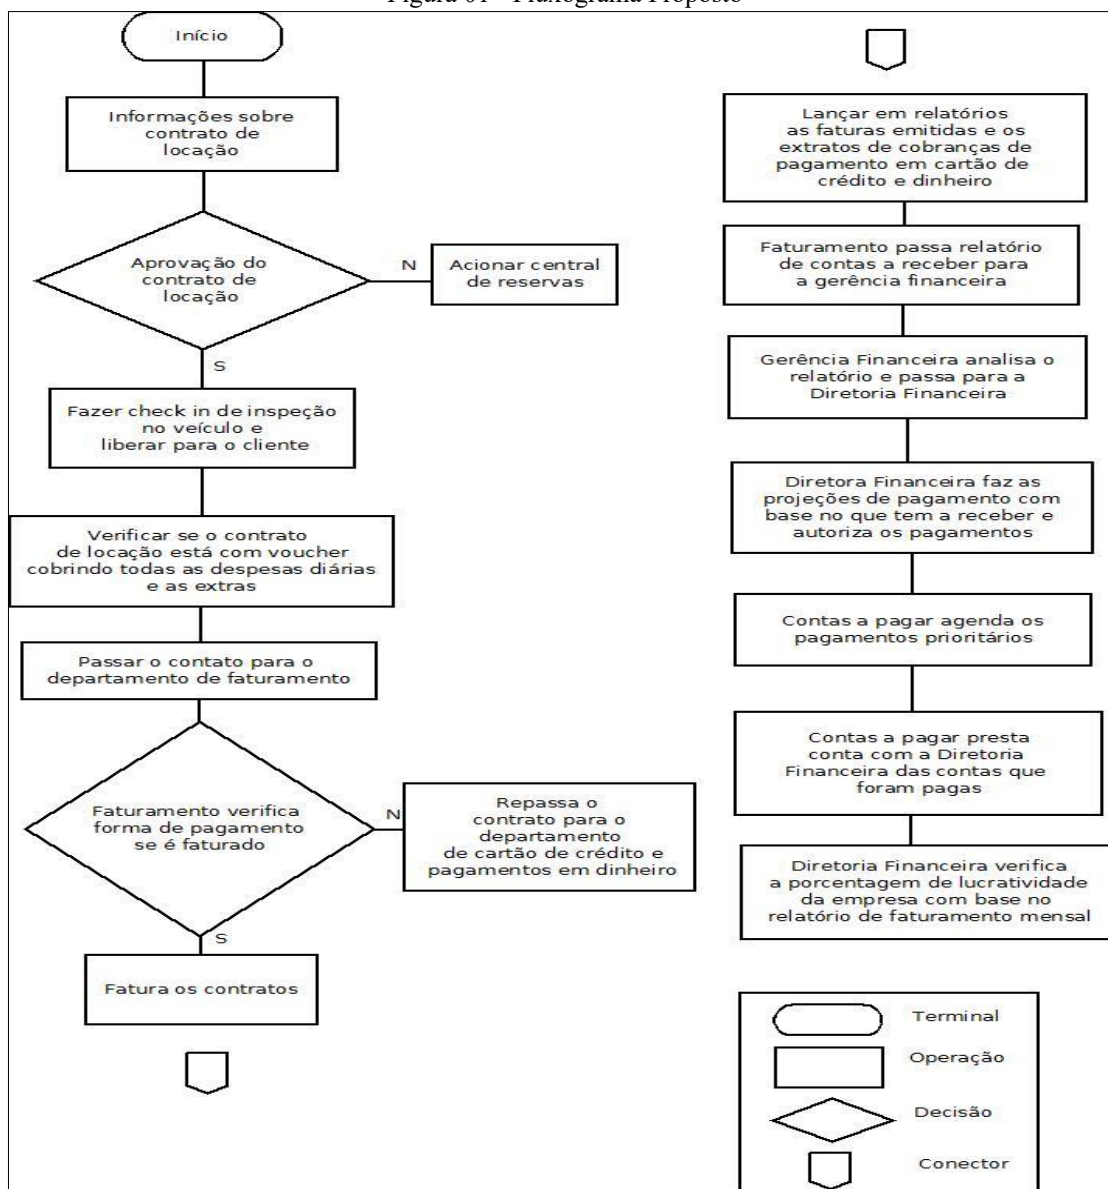 Figura 01 - Fluxograma Proposto
Início
Informações sobre
contrato de
locação
Aprovação do
contrato de
locação
N
Acionar central
de reservas
S
Fazer check in de inspeção
no veículo e
liberar para o cliente
Verificar se o contrato
de locação está com voucher
cobrindo todas as despesas diárias
e as extras
Passar o contato para o
departamento de faturamento
Faturamento verifica
forma de pagamento
se é faturado
N
Repassa o
contrato para o
departamento
de cartão de crédito e
pagamentos em dinheiro
S
Fatura os contratos
Lançar em relatórios
as faturas emitidas e os
extratos de cobranças de
pagamento em cartão de
crédito e dinheiro
Faturamento passa relatório
de contas a receber para
a gerência financeira
Gerência Financeira analisa o
relatório e passa para a
Diretoria Financeira
Diretora Financeira faz as
projeções de pagamento com
base no que tem a receber e
autoriza os pagamentos
Contas a pagar agenda os
pagamentos prioritários
Contas a pagar presta
conta com a Diretoria
Financeira das contas que
foram pagas
Diretoria Financeira verifica
a porcentagem de lucratividade
da empresa com base no
relatório de faturamento mensal
Terminal
Operação
Decisão
Conector